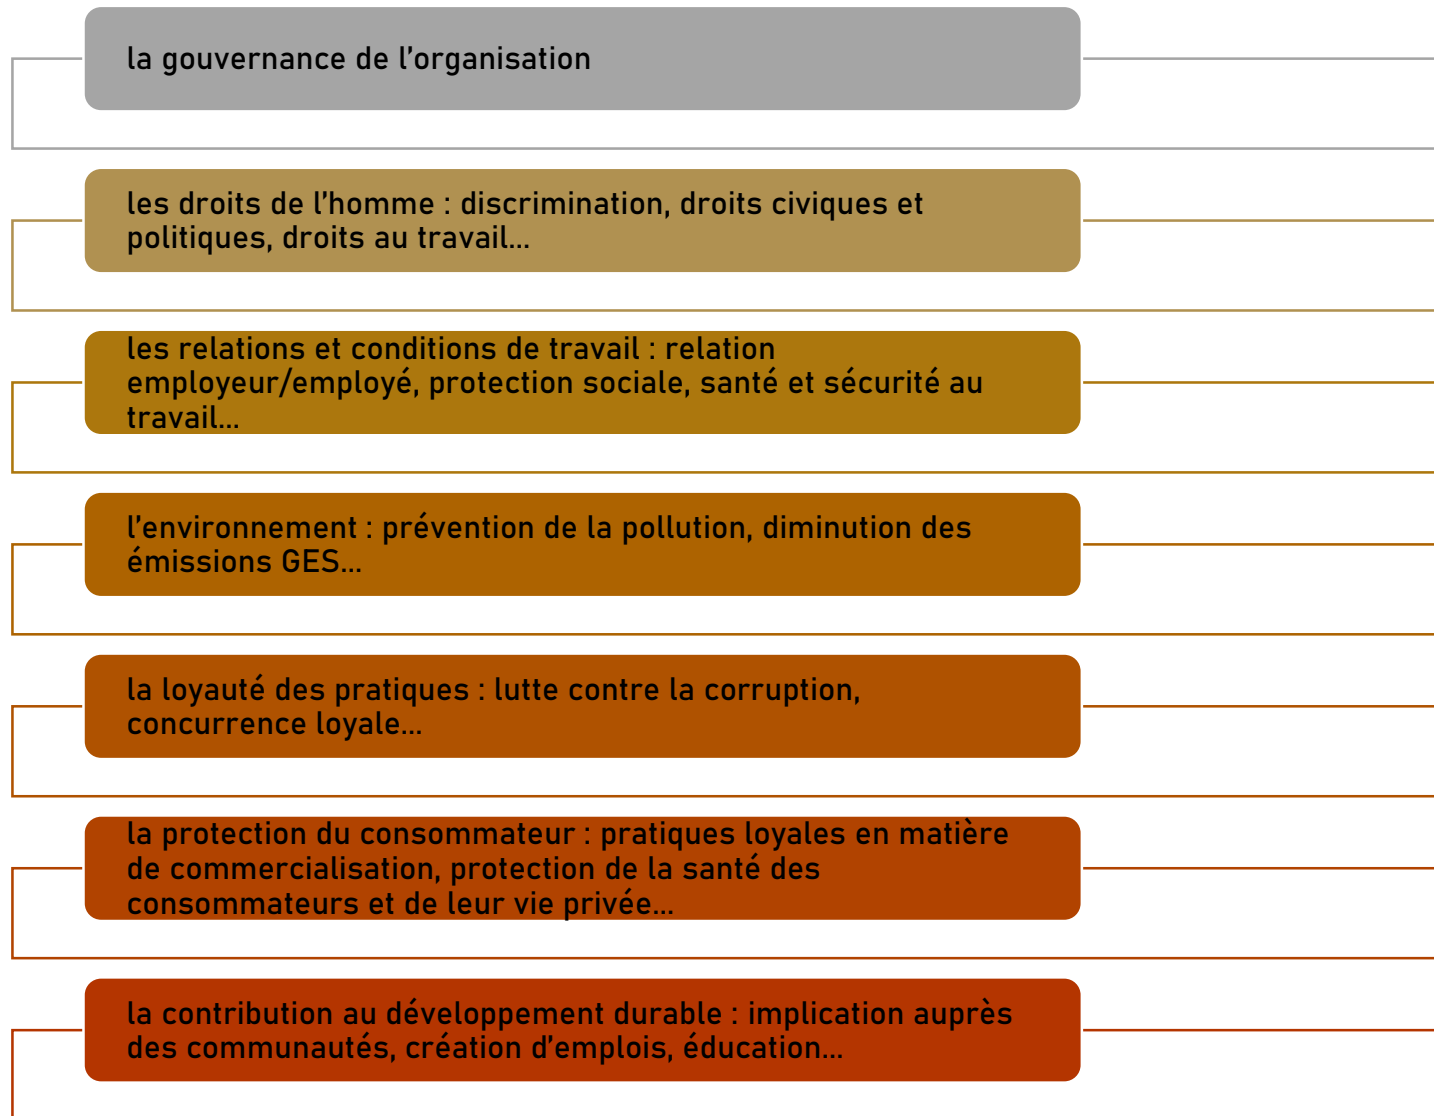 la gouvernance de l’organisation
les droits de l’homme : discrimination, droits civiques et
politiques, droits au travail…
les relations et conditions de travail : relation
employeur/employé, protection sociale, santé et sécurité au
travail…
l’environnement : prévention de la pollution, diminution des
émissions GES…
la loyauté des pratiques : lutte contre la corruption,
concurrence loyale…
la protection du consommateur : pratiques loyales en matière
de commercialisation, protection de la santé des
consommateurs et de leur vie privée…
la contribution au développement durable : implication auprès
des communautés, création d’emplois, éducation…